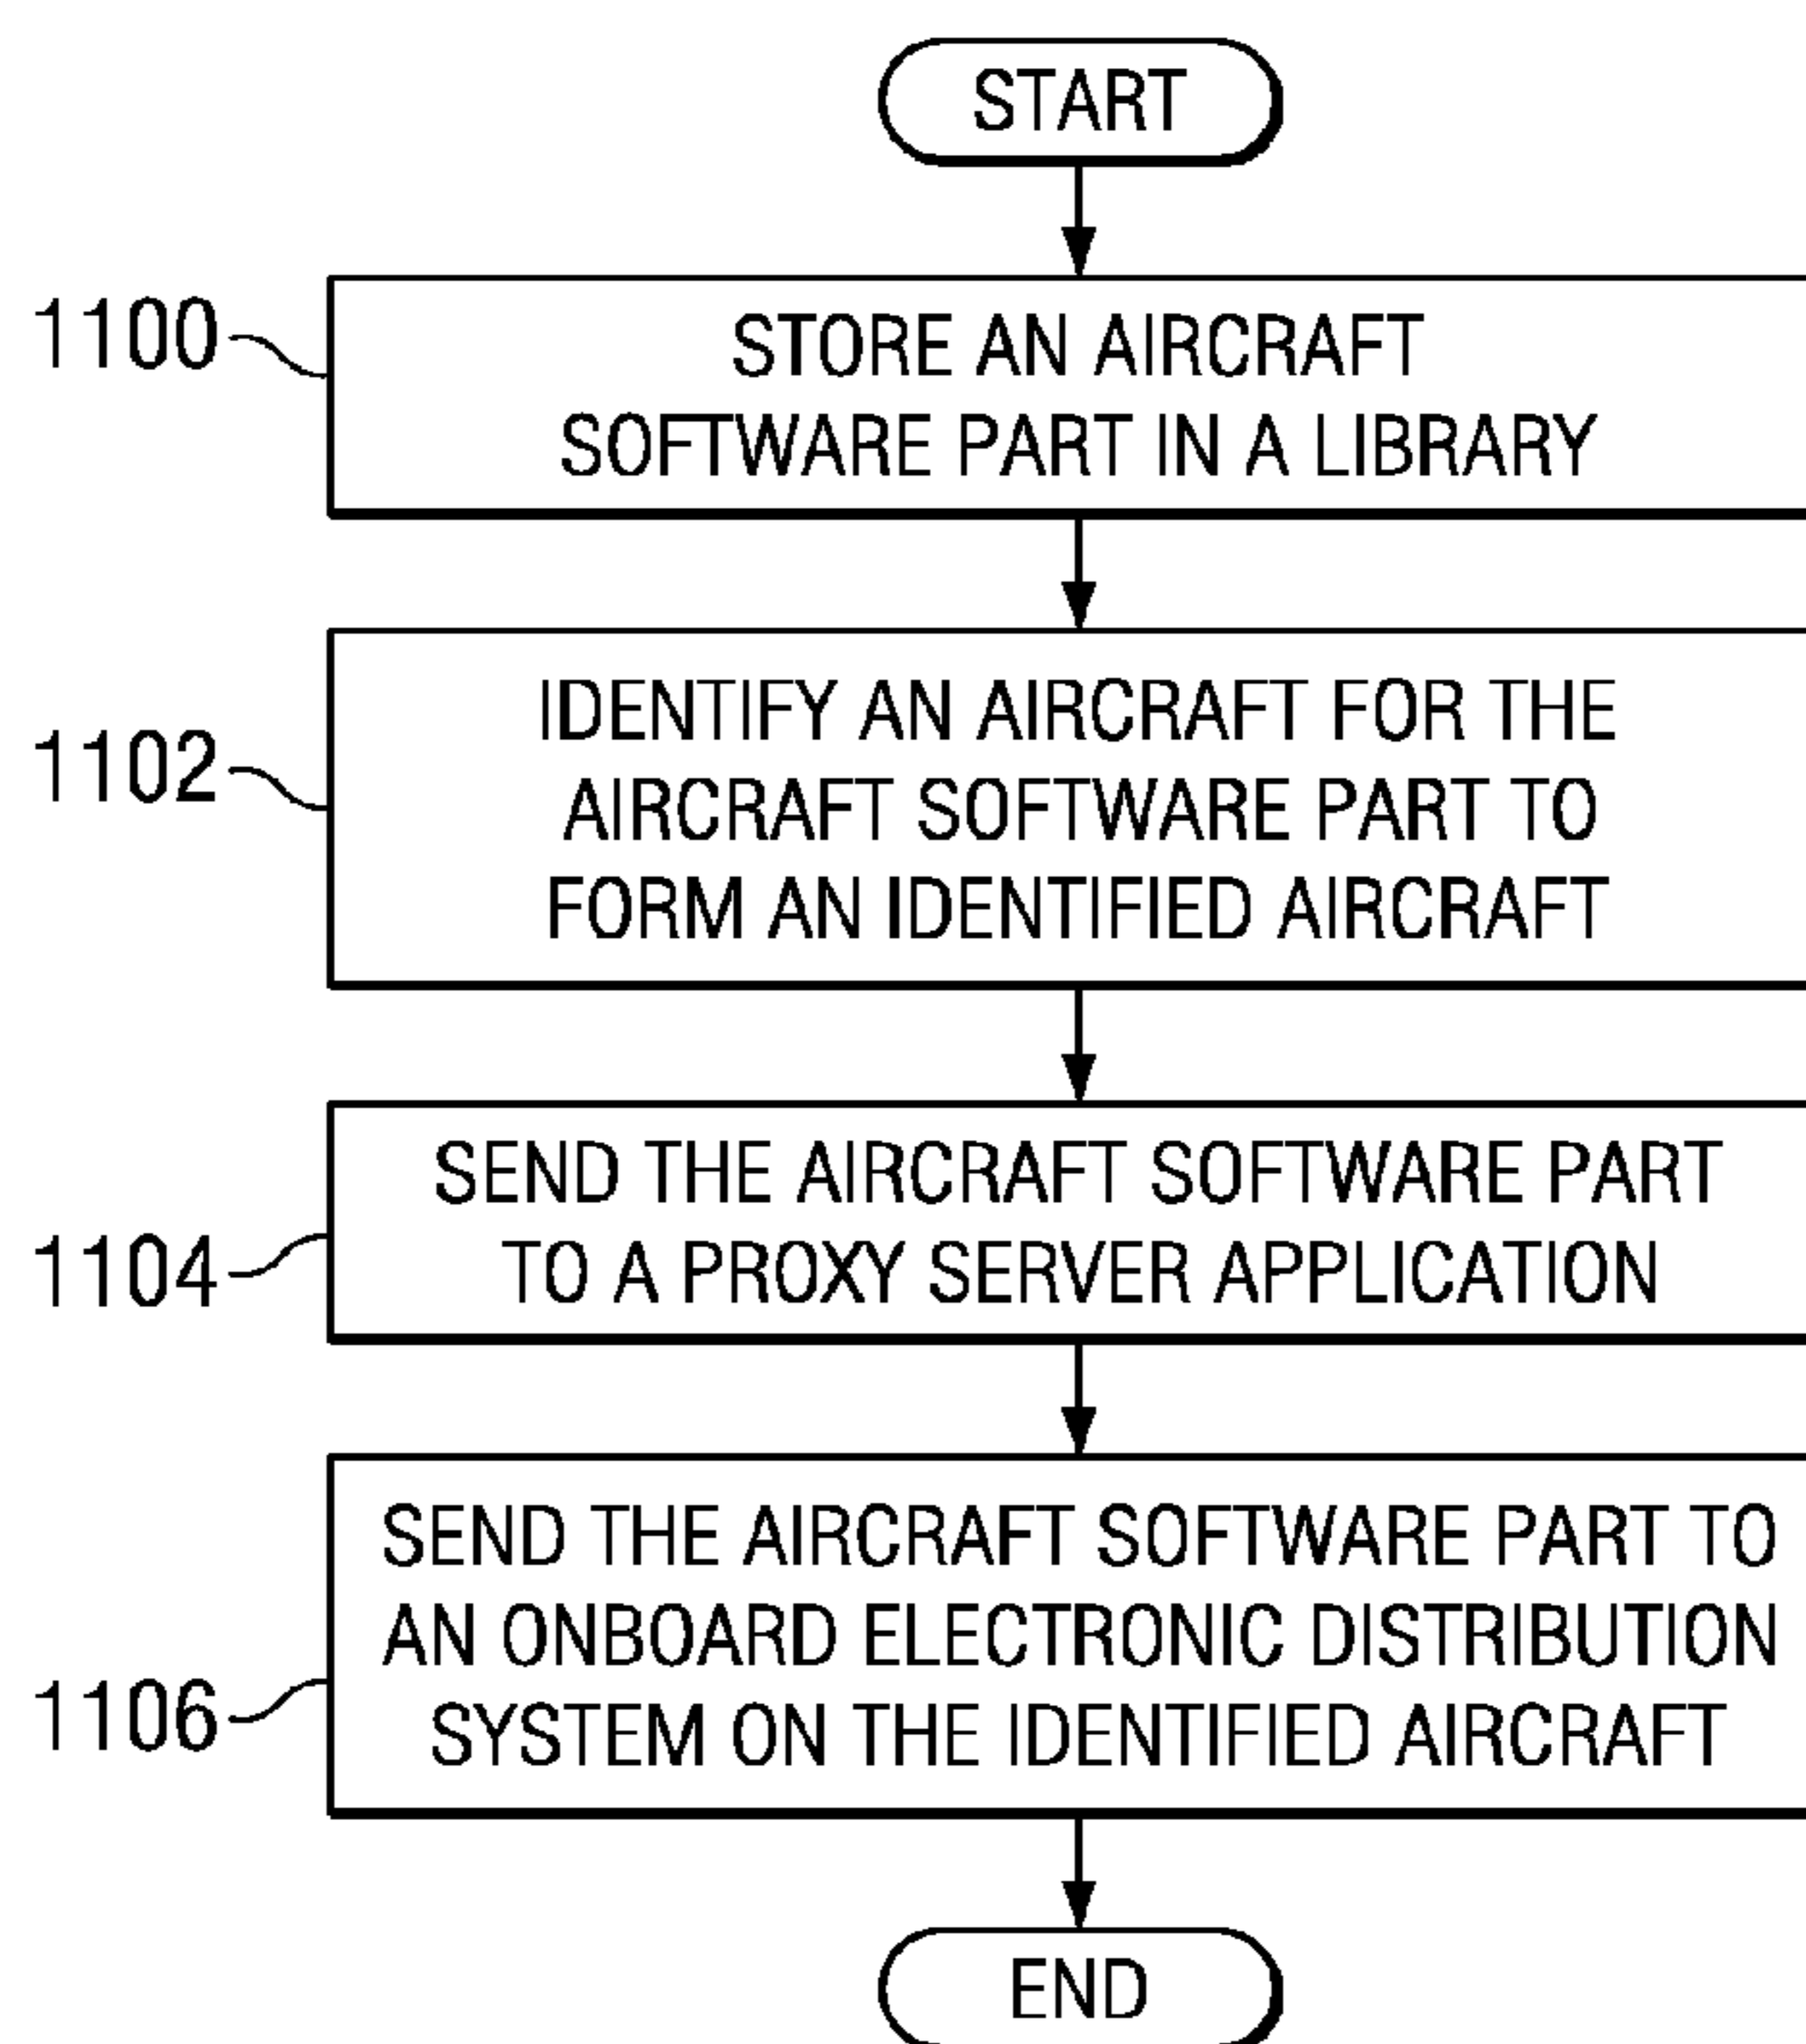 START
1100
STORE AN AIRCRAFT
SOFTWARE PART IN A LIBRARY
1102
IDENTIFY AN AIRCRAFT FOR THE
AIRCRAFT SOFTWARE PART TO
FORM AN IDENTIFIED AIRCRAFT
1104
SEND THE AIRCRAFT SOFTWARE PART
TO A PROXY SERVER APPLICATION
1106
SEND THE AIRCRAFT SOFTWARE PART TO
AN ONBOARD ELECTRONIC DISTRIBUTION
SYSTEM ON THE IDENTIFIED AIRCRAFT
END